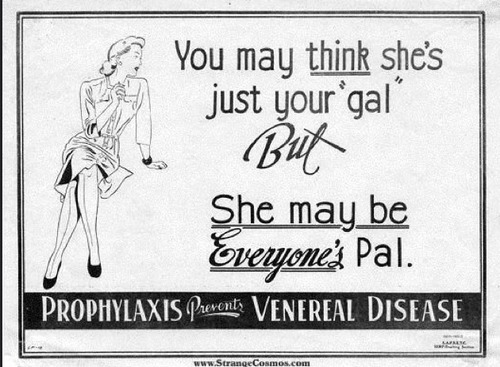 You may think she's
just your "gal"
But
She may be
Everyone's Pal.
PROPHYLAXIS Prevents VENEREAL DISEASE
www.StrangeCosmos.com